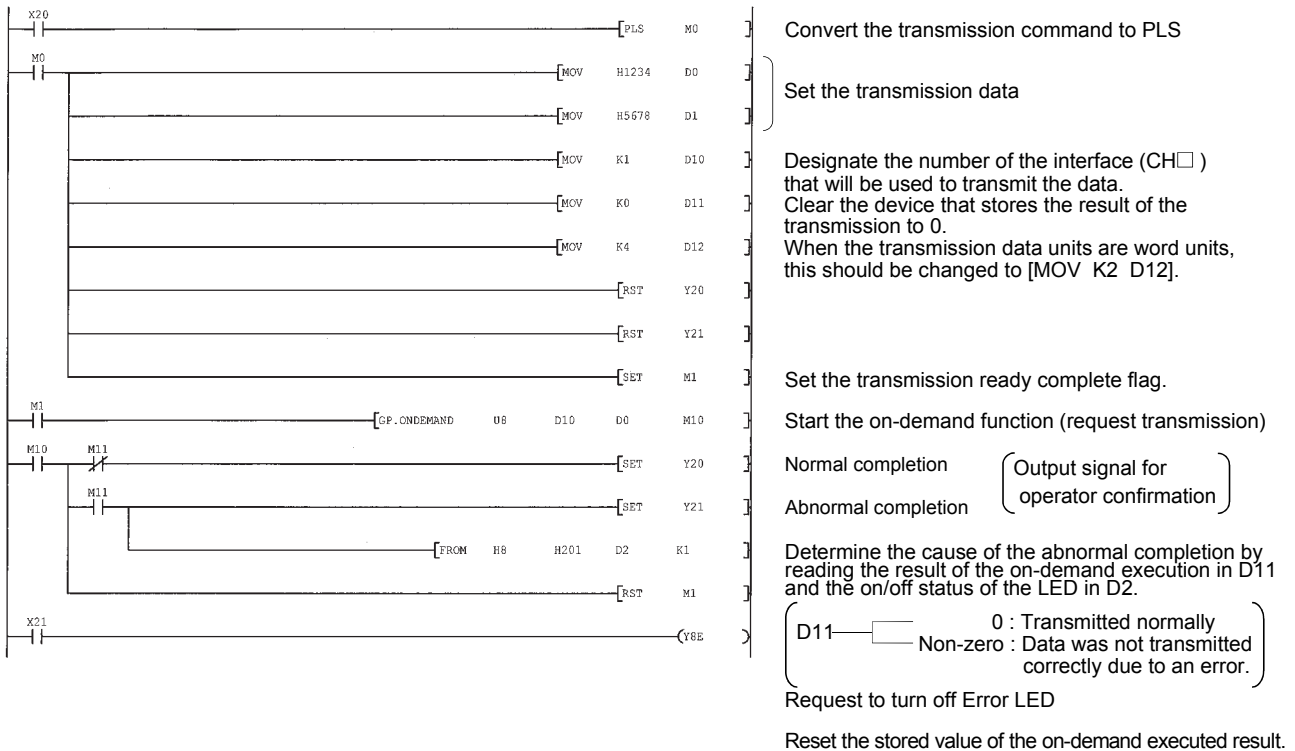 X20 [PLS M0 ] Convert the transmission command to PLS
M0 [MOV H1234 D0 ]
Set the transmission data
[MOV H5678 D1 ]
[MOV K1 D10 ] Designate the number of the interface (CH□ )
that will be used to transmit the data.
[MOV K0 D11 ] Clear the device that stores the result of the
transmission to 0.
[MOV K4 D12 ] When the transmission data units are word units,
this should be changed to [MOV K2 D12].
[RST Y20 ]
[RST Y21 ]
[SET M1 ] Set the transmission ready complete flag.
M1 [GP.ONDEMAND U8 D10 D0 M10 ] Start the on-demand function (request transmission)
M10 M11 [SET Y20 ] Normal completion
Output signal for
operator confirmation
M11 [SET Y21 ] Abnormal completion
[FROM H8 H201 D2 K1 ] Determine the cause of the abnormal completion by
reading the result of the on-demand execution in D11
and the on/off status of the LED in D2.
[RST M1 ]
X21 (Y8E )
D11 0 : Transmitted normally
Non-zero : Data was not transmitted
correctly due to an error.
Request to turn off Error LED
Reset the stored value of the on-demand executed result.